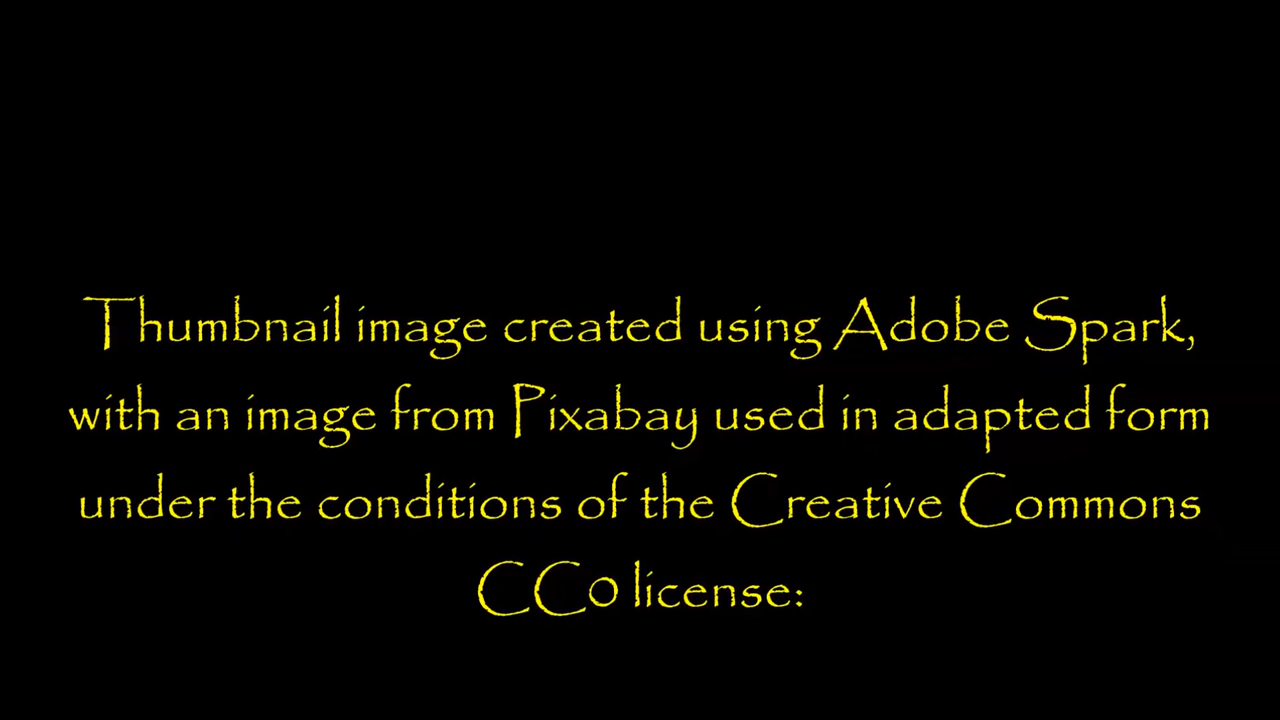 Thumbnail image created using Adobe Spark,
with an image from Pixabay used in adapted form
under the conditions of the Creative Commons
CC0 license: